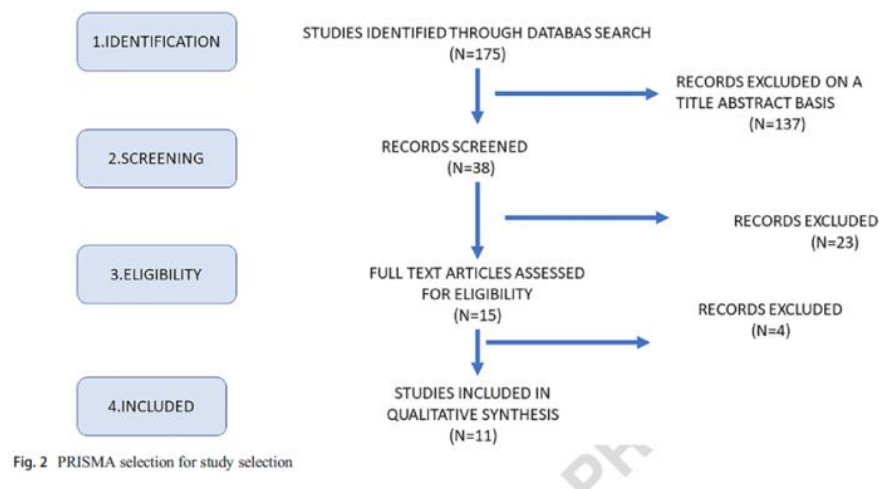 1.IDENTIFICATION
STUDIES IDENTIFIED THROUGH DATABAS SEARCH
(N=175)
RECORDS EXCLUDED ON A
TITLE ABSTRACT BASIS
(N=137)
2.SCREENING
RECORDS SCREENED
(N=38)
RECORDS EXCLUDED
(N=23)
3.ELIGIBILITY
FULL TEXT ARTICLES ASSESSED
FOR ELIGIBILITY
(N=15)
RECORDS EXCLUDED
(N=4)
4.INCLUDED
STUDIES INCLUDED IN
QUALITATIVE SYNTHESIS
(N=11)
Fig. 2 PRISMA selection for study selection